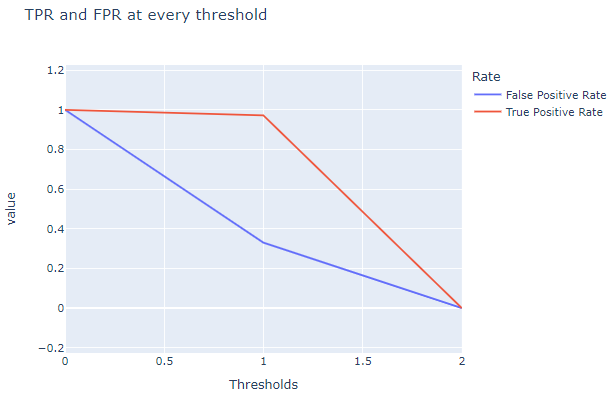 TPR and FPR at every threshold
Rate
False Positive Rate
True Positive Rate
1.2
1
0.8
0.6
0.4
0.2
0
−0.2
value
0
0.5
1
1.5
2
Thresholds